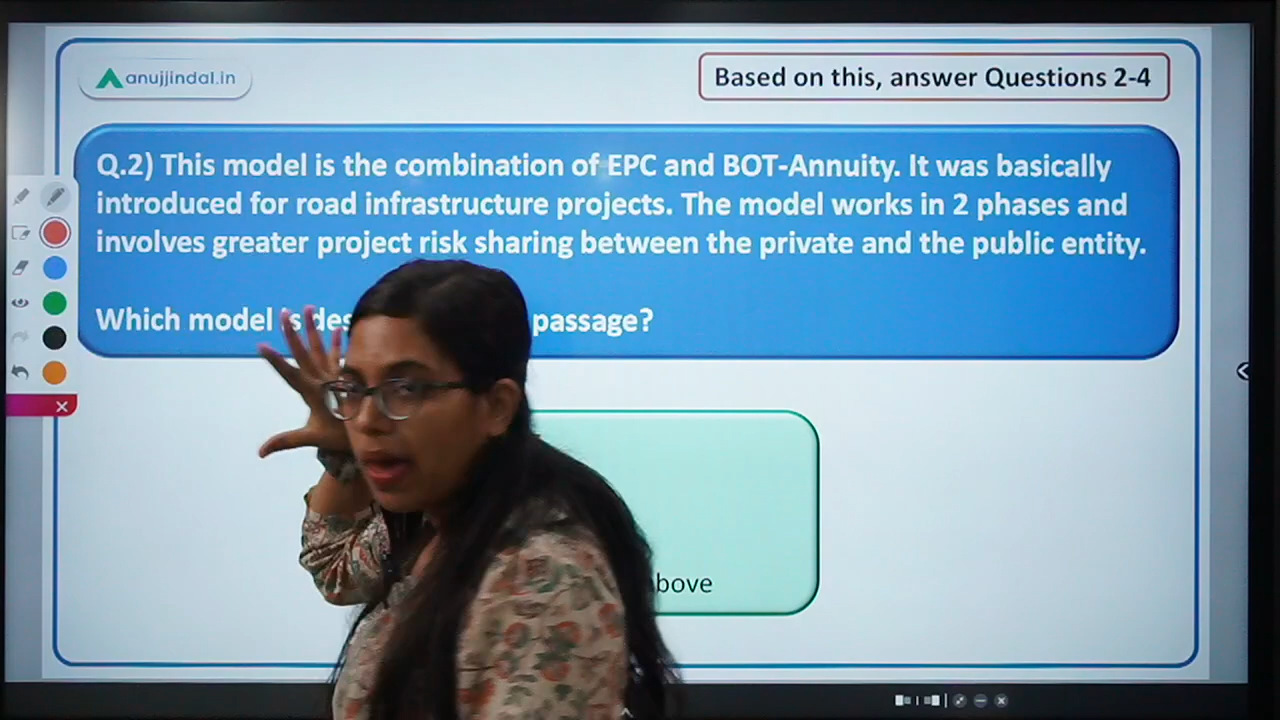 anujjindal.in
Based on this, answer Questions 2-4
Q.2) This model is the combination of EPC and BOT-Annuity. It was basically
introduced for road infrastructure projects. The model works in 2 phases and
involves greater project risk sharing between the private and the public entity.
Which model is passage?